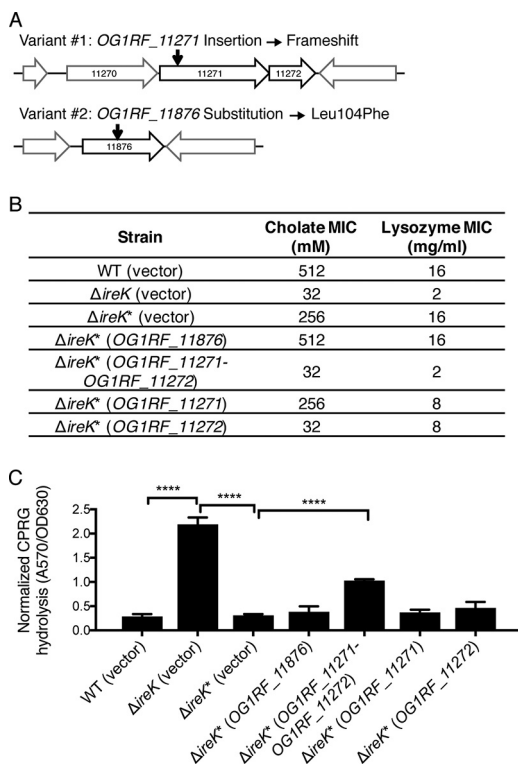 A
Variant #1: OG1RF_11271 Insertion → Frameshift
11270 11271 11272
Variant #2: OG1RF_11876 Substitution → Leu104Phe
11876
B
Strain Cholate MIC (mM) Lysozyme MIC (mg/ml)
WT (vector) 512 16
ΔireK (vector) 32 2
ΔireK* (vector) 256 16
ΔireK* (OG1RF_11876) 512 16
ΔireK* (OG1RF_11271-
OG1RF_11272) 32 2
ΔireK* (OG1RF_11271) 256 8
ΔireK* (OG1RF_11272) 32 8
C
Normalized CPRG
hydrolysis (A570/OD630)
**** **** ****
2.5
2.0
1.5
1.0
0.5
0.0
WT (vector)
ΔireK (vector)
ΔireK* (vector)
ΔireK* (OG1RF_11876)
ΔireK* (OG1RF_11271-
OG1RF_11272)
ΔireK* (OG1RF_11271)
ΔireK* (OG1RF_11272)